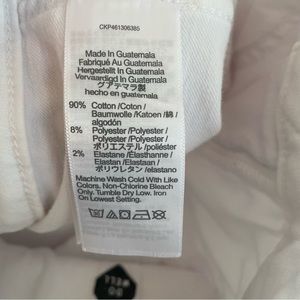 CKP461306385
Made In Guatemala
Fabriqué Au Guatemala
Hergestellt In Guatemala
Vervaardigd In Guatemala
グアテマラ製
hecho en guatemala
90% Cotton /Coton /
Baumwolle /Katoen /綿 /
algodón
8% Polyester /Polyester /
Polyester /Polyester /
ポリエステル /poliéster
2% Elastane /Élasthanne /
Elastan /Elastaan /
ポリウレタン /elastano
Machine Wash Cold With Like
Colors. Non-Chlorine Bleach
Only. Tumble Dry Low. Iron
On Lowest Setting.
DO
WELL